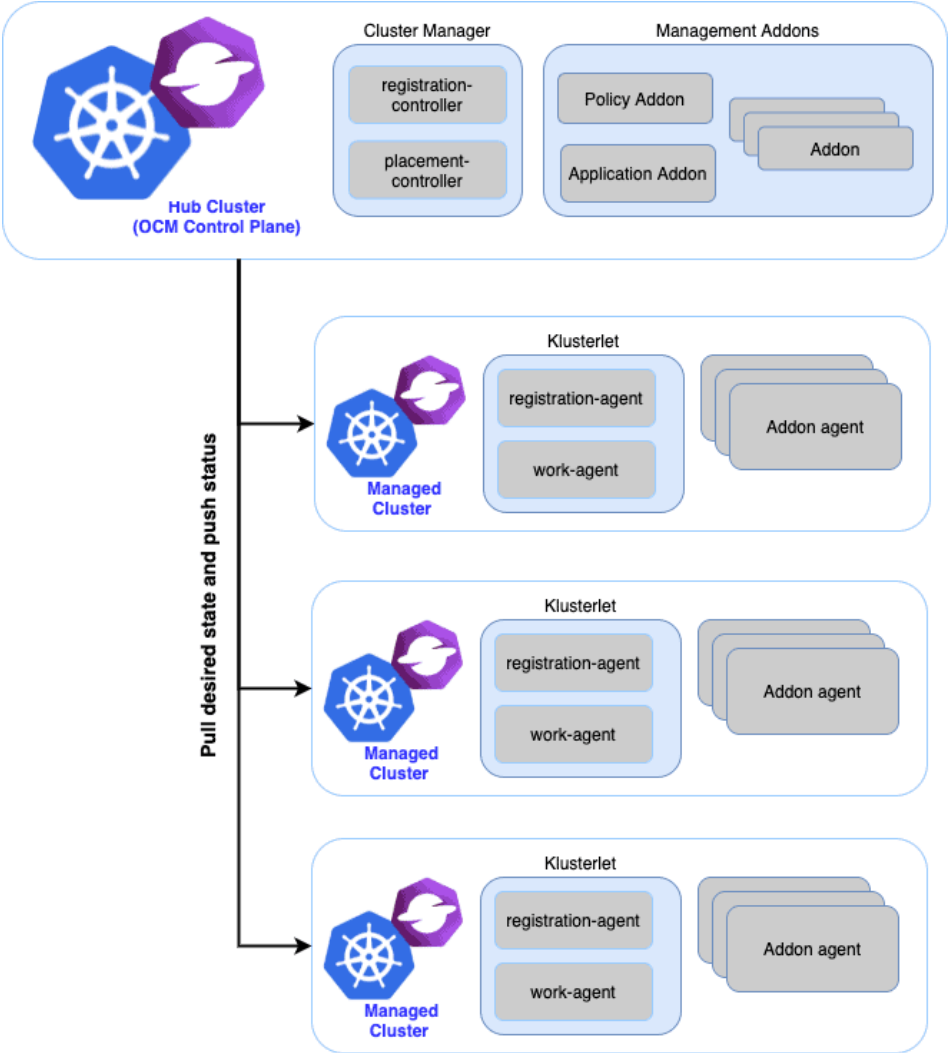 Cluster Manager
Management Addons
registration-
controller
placement-
controller
Policy Addon
Application Addon
Addon
Hub Cluster
(OCM Control Plane)
Pull desired state and push status
Klusterlet
registration-agent
work-agent
Addon agent
Managed
Cluster
Klusterlet
registration-agent
work-agent
Addon agent
Managed
Cluster
Klusterlet
registration-agent
work-agent
Addon agent
Managed
Cluster